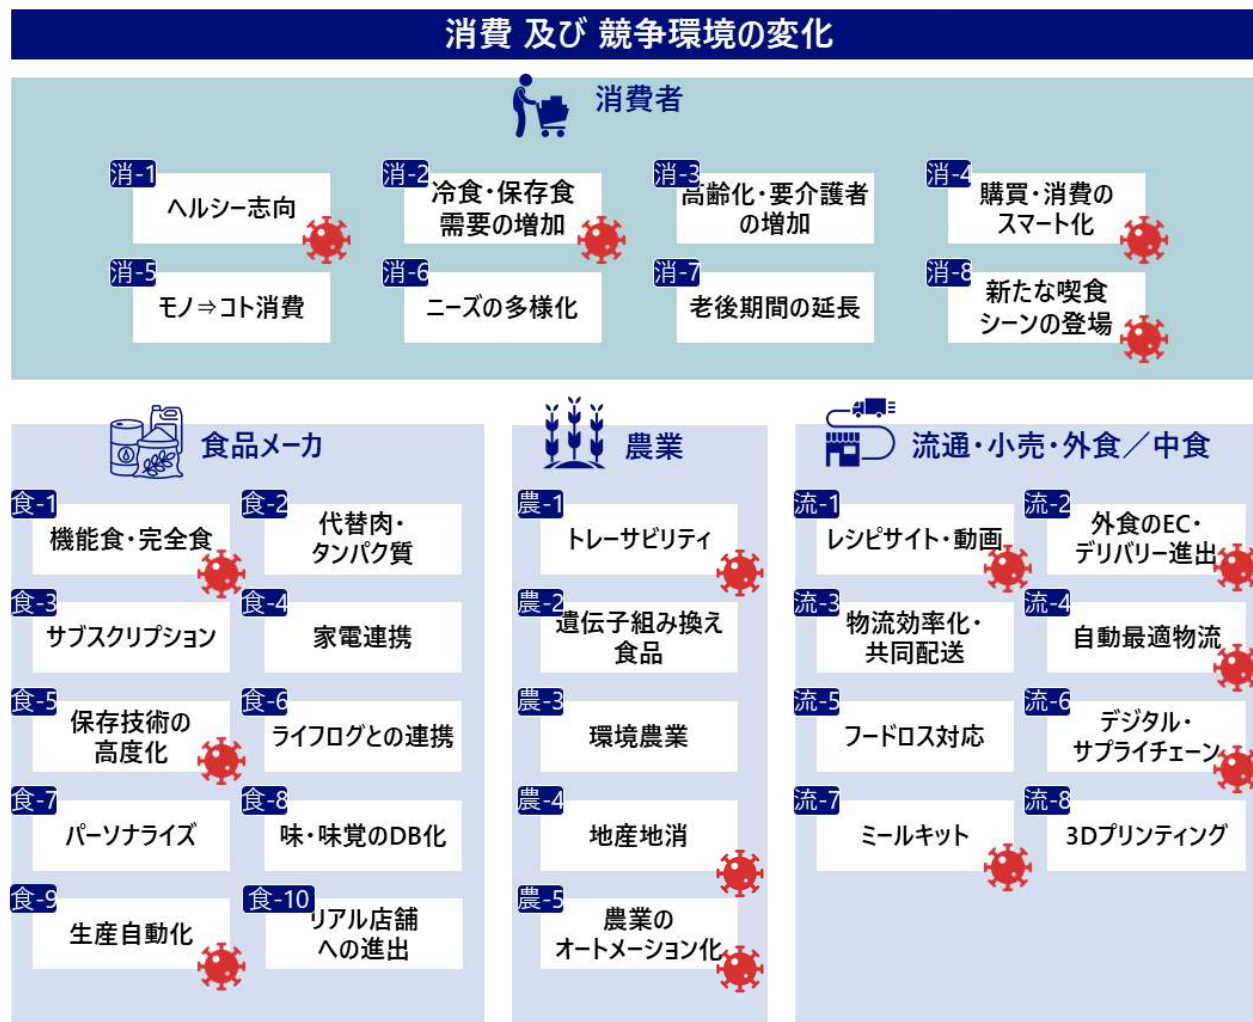 消費 及び 競争環境の変化
消費者
消-1
ヘルシー志向
消-2
冷食・保存食
需要の増加
消-3
高齢化・要介護者
の増加
消-4
購買・消費の
スマート化
消-5
モノ⇒コト消費
消-6
ニーズの多様化
消-7
老後期間の延長
消-8
新たな喫食
シーンの登場
食品メーカ
食-1
機能食・完全食
食-2
代替肉・
タンパク質
食-3
サブスクリプション
食-4
家電連携
食-5
保存技術の
高度化
食-6
ライフログとの連携
食-7
パーソナライズ
食-8
味・味覚のDB化
食-9
生産自動化
食-10
リアル店舗
への進出
農業
農-1
トレーサビリティ
農-2
遺伝子組み換え
食品
農-3
環境農業
農-4
地産地消
農-5
農業の
オートメーション化
流通・小売・外食／中食
流-1
レシピサイト・動画
流-2
外食のEC・
デリバリー進出
流-3
物流効率化・
共同配送
流-4
自動最適物流
流-5
フードロス対応
流-6
デジタル・
サプライチェーン
流-7
ミールキット
流-8
3Dプリンティング